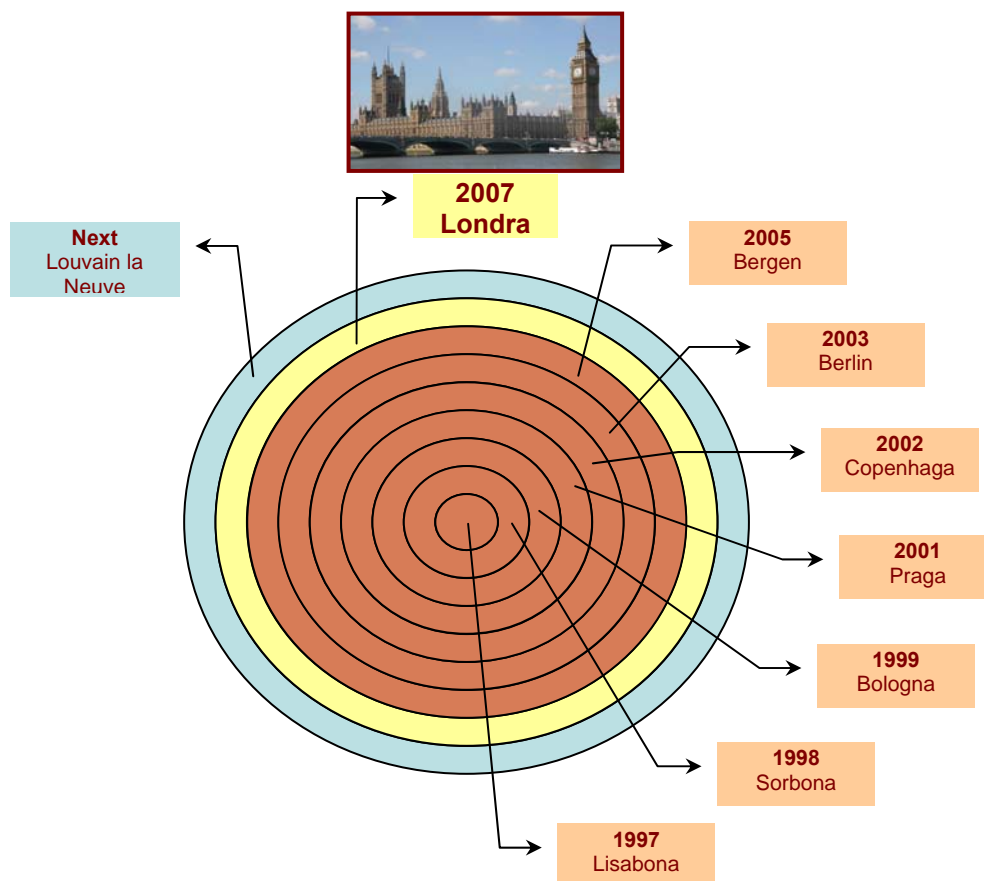 2007
Londra
Next
Louvain la
Neuve
2005
Bergen
2003
Berlin
2002
Copenhaga
2001
Praga
1999
Bologna
1998
Sorbona
1997
Lisabona